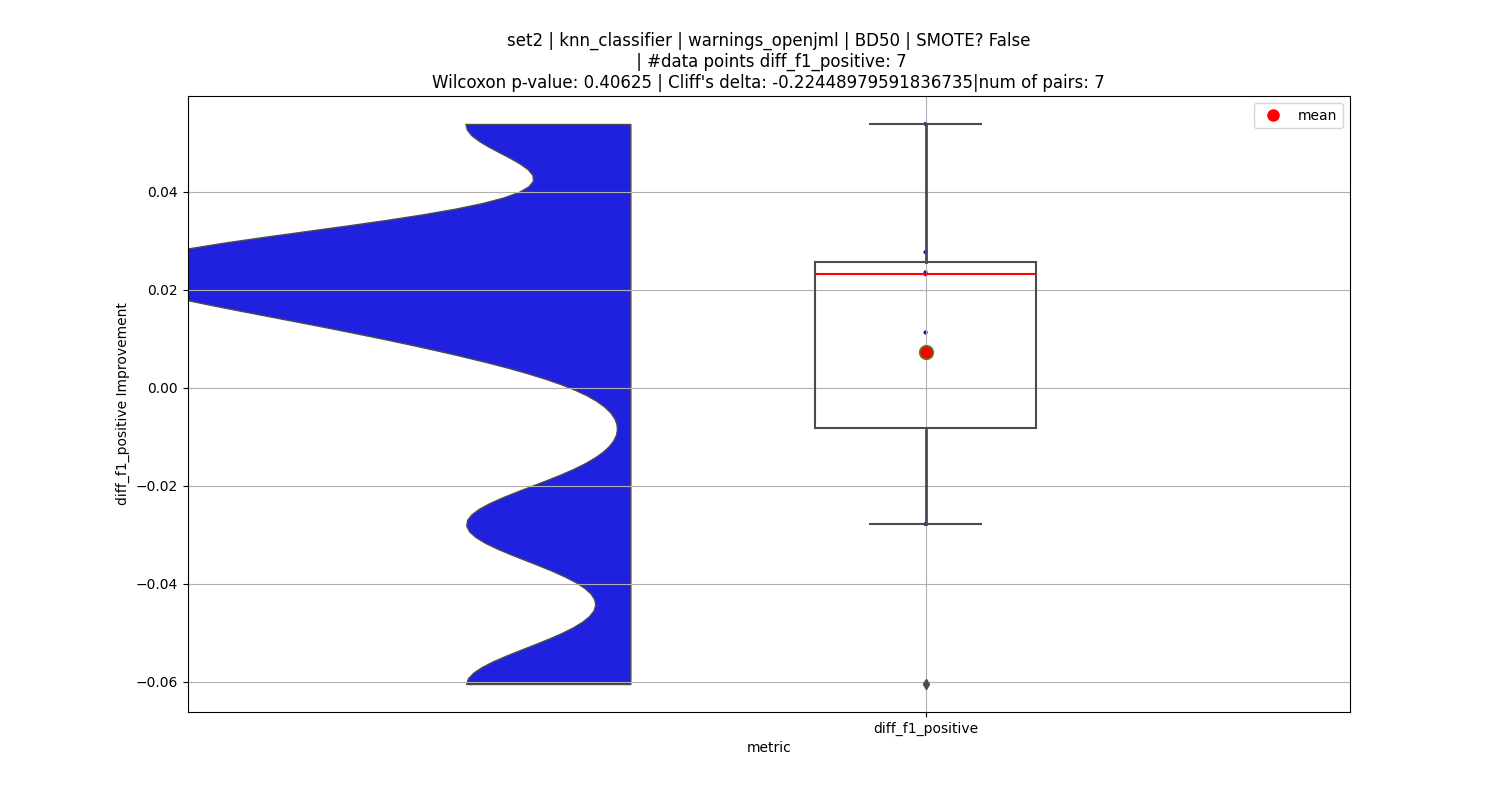 set2 | knn_classifier | warnings_openjml | BD50 | SMOTE? False
| #data points diff_f1_positive: 7
Wilcoxon p-value: 0.40625 | Cliff's delta: -0.22448979591836735|num of pairs: 7
mean
0.04
0.02
0.00
−0.02
−0.04
−0.06
diff_f1_positive Improvement
diff_f1_positive
metric